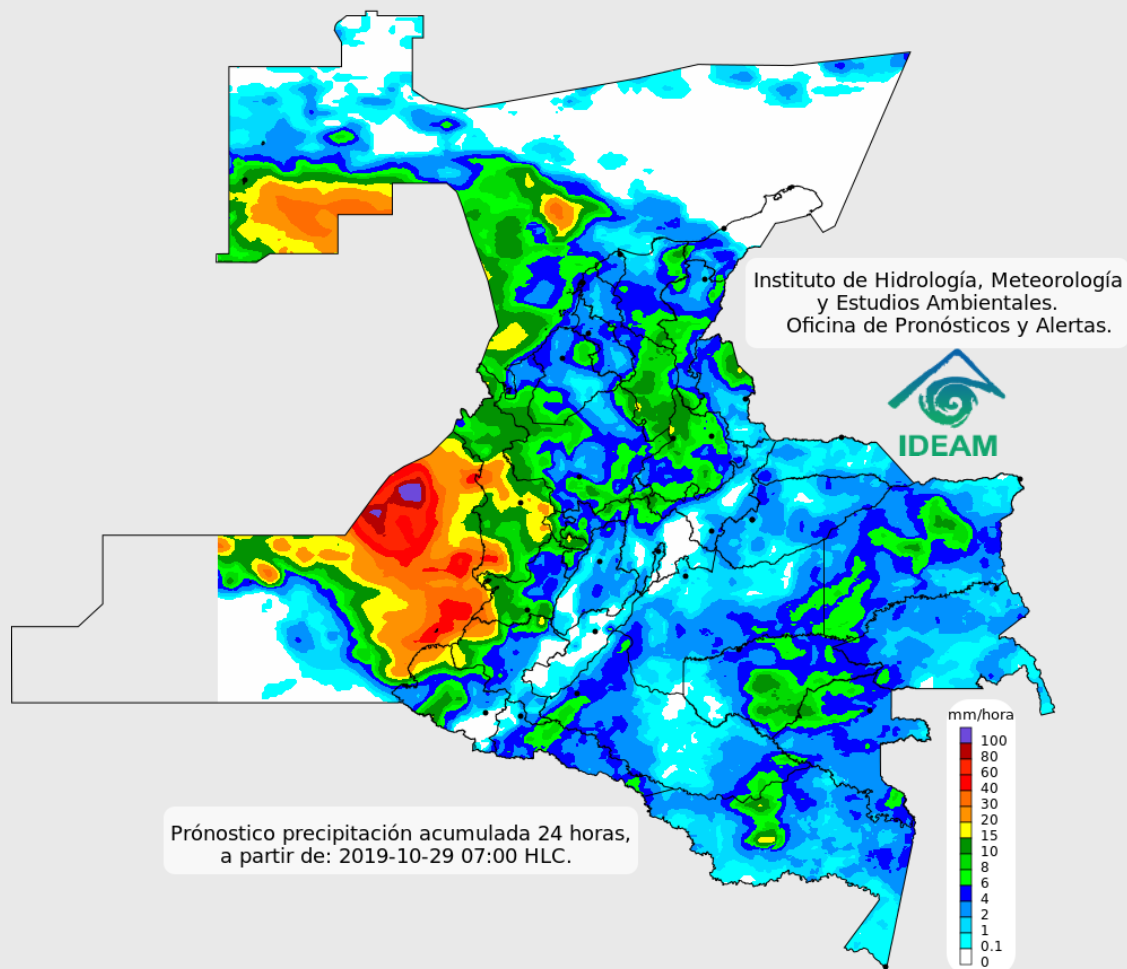 Instituto de Hidrología, Meteorología
y Estudios Ambientales.
Oficina de Pronósticos y Alertas.
IDEAM
mm/hora
100
80
60
40
30
20
15
10
8
6
4
2
1
0.1
0
Prónostico precipitación acumulada 24 horas,
a partir de: 2019-10-29 07:00 HLC.